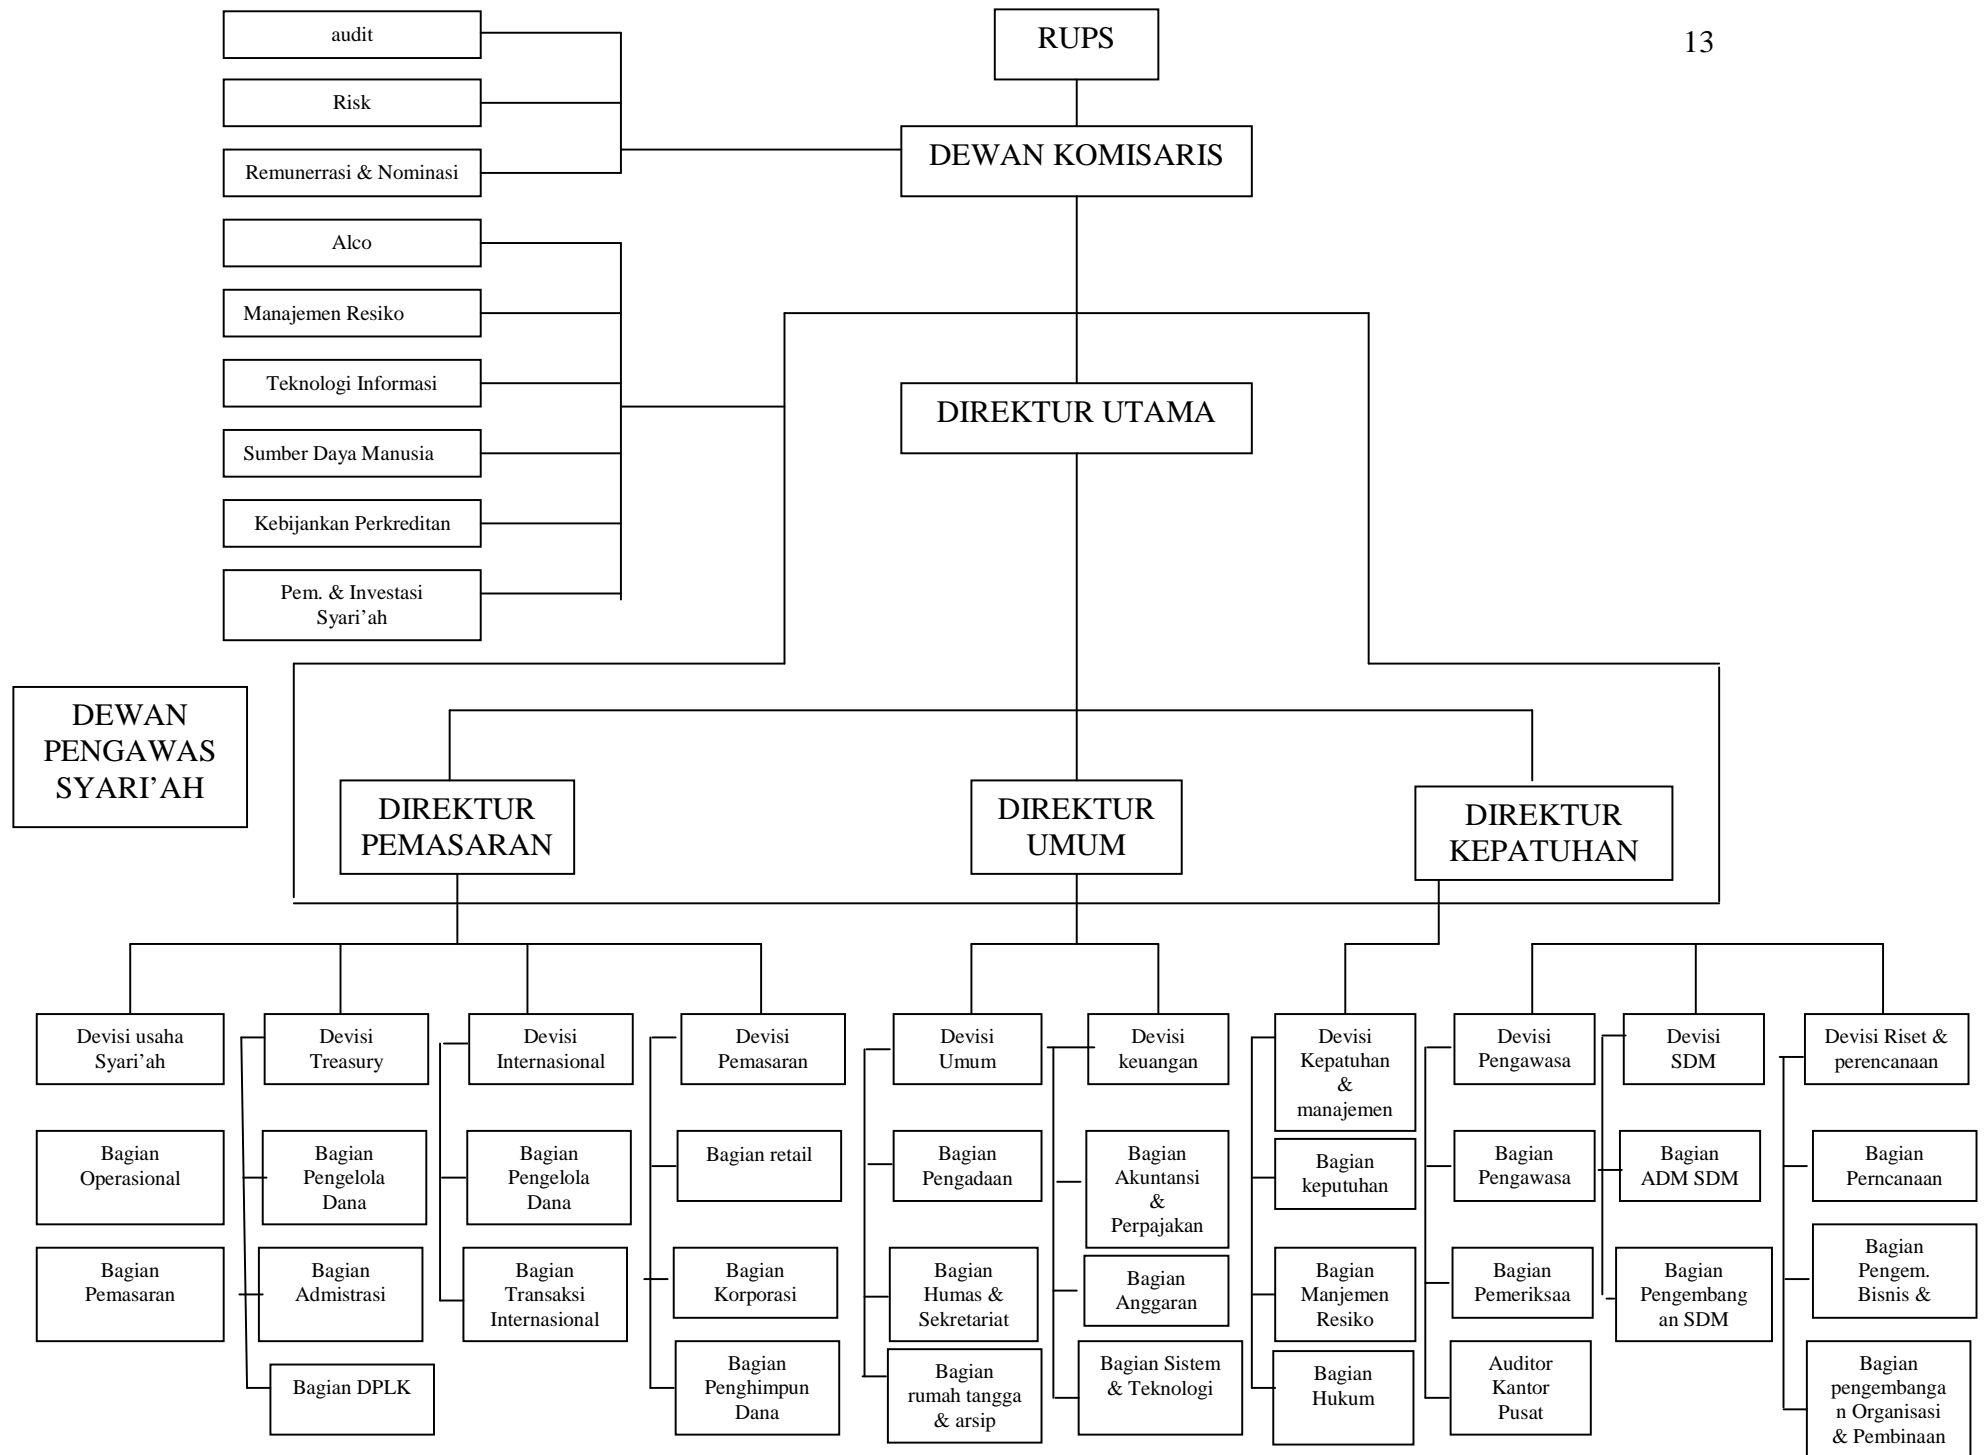 audit
RUPS
13
Risk
DEWAN KOMISARIS
Remunerrasi & Nominasi
Alco
Manajemen Resiko
Teknologi Informasi
DIREKTUR UTAMA
Sumber Daya Manusia
Kebijankan Perkreditan
Pem. & Investasi
Syari’ah
DEWAN
PENGAWAS
SYARI’AH
DIREKTUR
PEMASARAN
DIREKTUR
UMUM
DIREKTUR
KEPATUHAN
Devisi usaha
Syari’ah
Devisi
Treasury
Devisi
Internasional
Devisi
Pemasaran
Devisi
Umum
Devisi
keuangan
Devisi
Kepatuhan
&
manajemen
Devisi
Pengawasa
Devisi
SDM
Devisi Riset &
perencanaan
Bagian
Operasional
Bagian
Pengelola
Dana
Bagian
Pengelola
Dana
Bagian retail
Bagian
Pengadaan
Bagian
Akuntansi
&
Perpajakan
Bagian
keputuhan
Bagian
Pengawasa
Bagian
ADM SDM
Bagian
Perncanaan
Bagian
Pemasaran
Bagian
Admistrasi
Bagian
Transaksi
Internasional
Bagian
Korporasi
Bagian
Humas &
Sekretariat
Bagian
Anggaran
Bagian
Manjemen
Resiko
Bagian
Pemeriksaa
Bagian
Pengembang
an SDM
Bagian
Pengem.
Bisnis &
Bagian DPLK
Bagian
Penghimpun
Dana
Bagian
rumah tangga
& arsip
Bagian Sistem
& Teknologi
Bagian
Hukum
Auditor
Kantor
Pusat
Bagian
pengembanga
n Organisasi
& Pembinaan